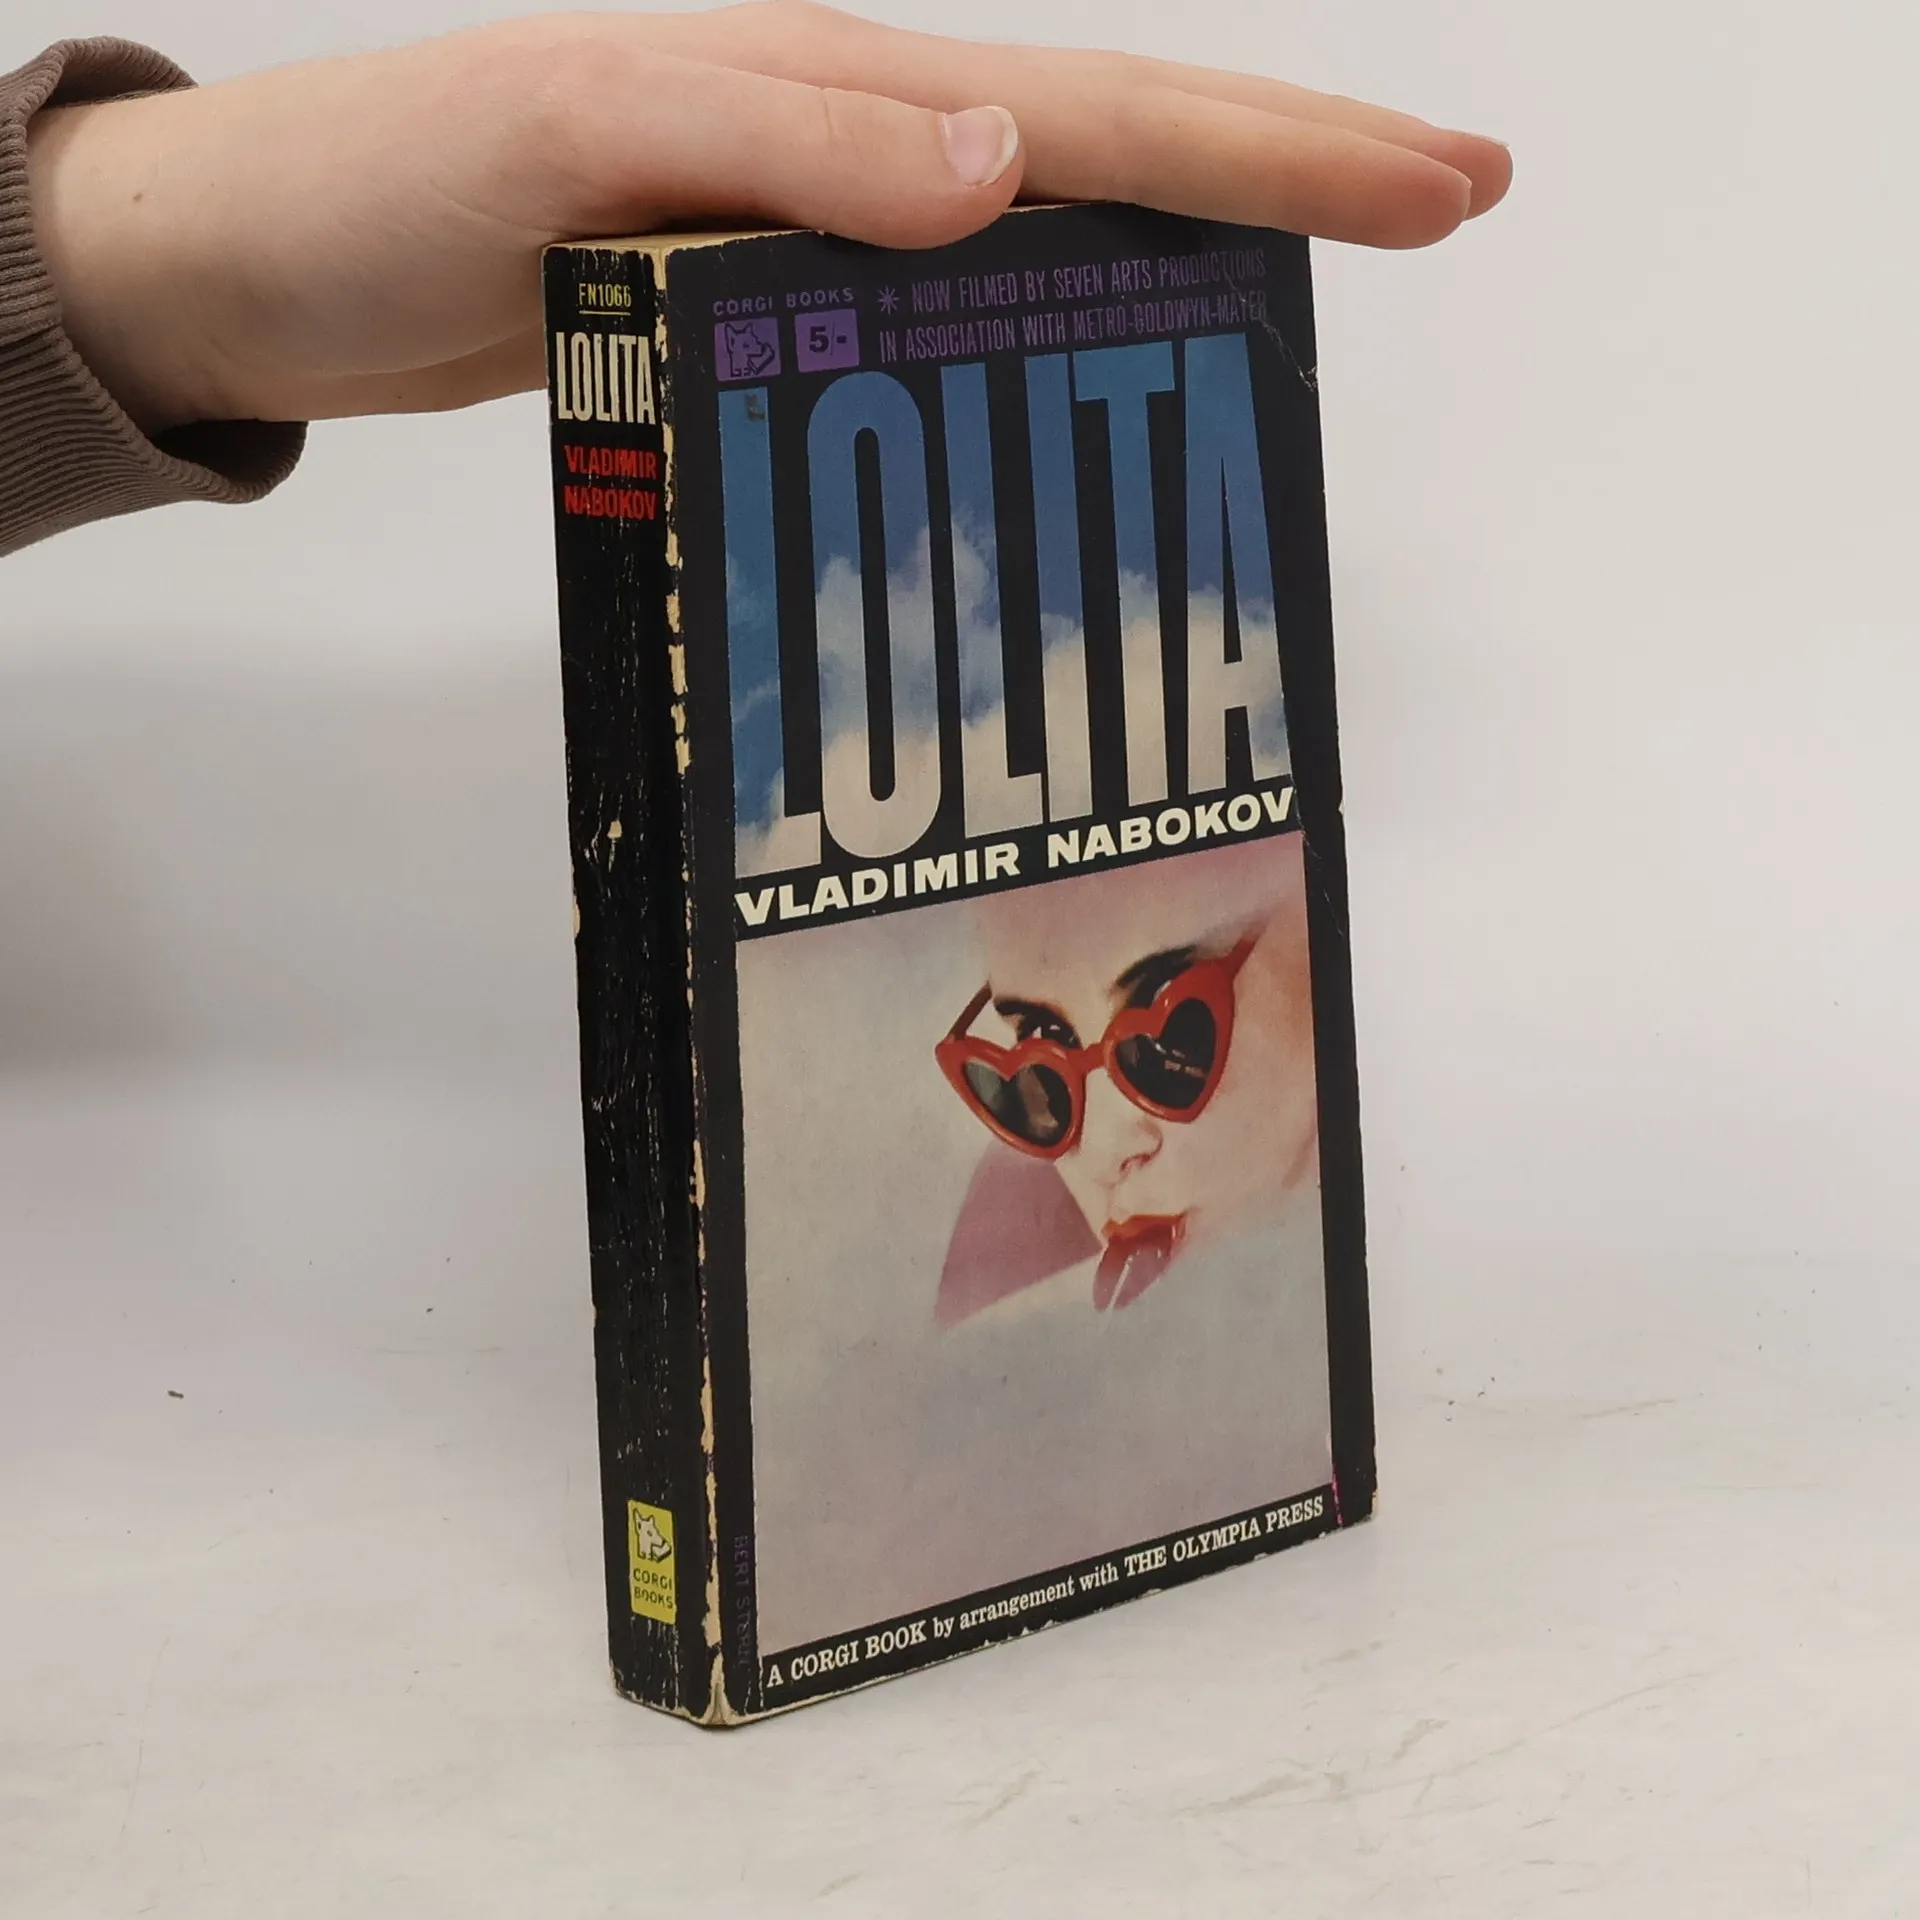 FN1066
LOLITA
VLADIMIR
NABOKOV
CORGI
BOOKS
CORGI BOOKS
5/-
✳ NOW FILMED BY SEVEN ARTS PRODUCTIONS
IN ASSOCIATION WITH METRO-GOLDWYN-MAYER
LOLITA
VLADIMIR NABOKOV
BERT STERN
A CORGI BOOK by arrangement with THE OLYMPIA PRESS